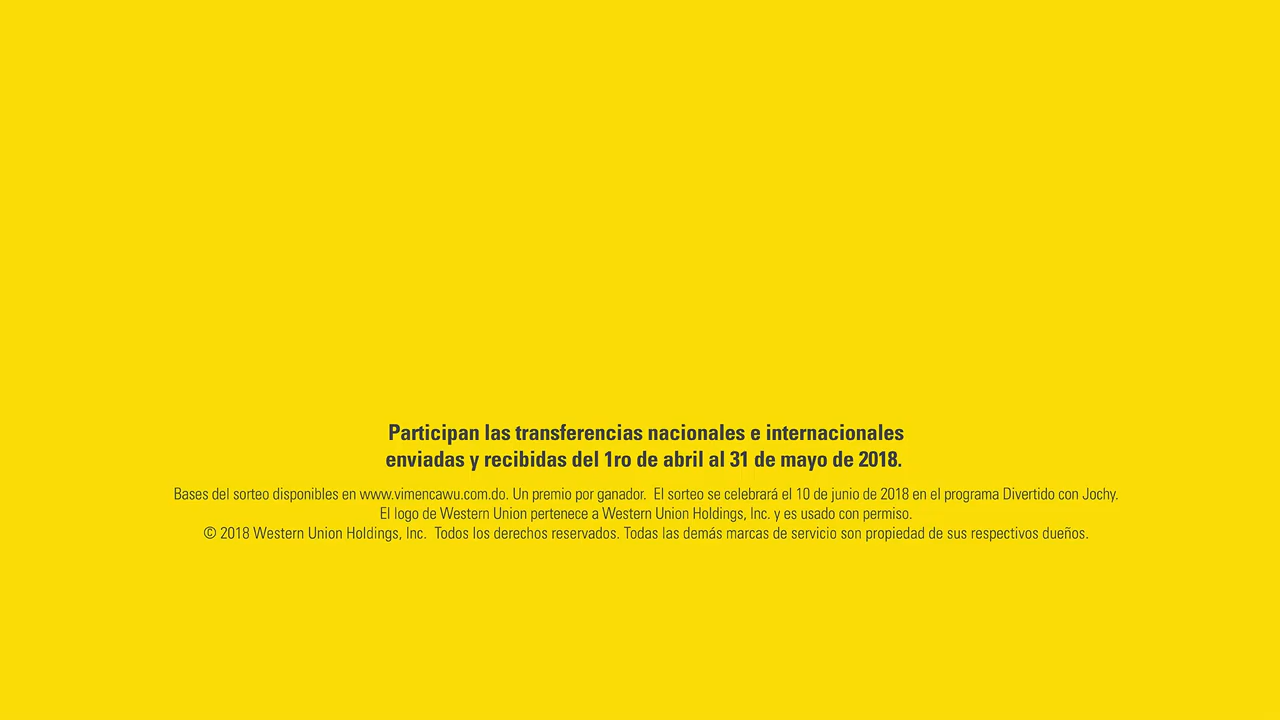 Participan las transferencias nacionales e internacionales
enviadas y recibidas del 1ro de abril al 31 de mayo de 2018.
Bases del sorteo disponibles en www.vimencawu.com.do. Un premio por ganador. El sorteo se celebrará el 10 de junio de 2018 en el programa Divertido con Jochy.
El logo de Western Union pertenece a Western Union Holdings, Inc. y es usado con permiso.
© 2018 Western Union Holdings, Inc. Todos los derechos reservados. Todas las demás marcas de servicio son propiedad de sus respectivos dueños.